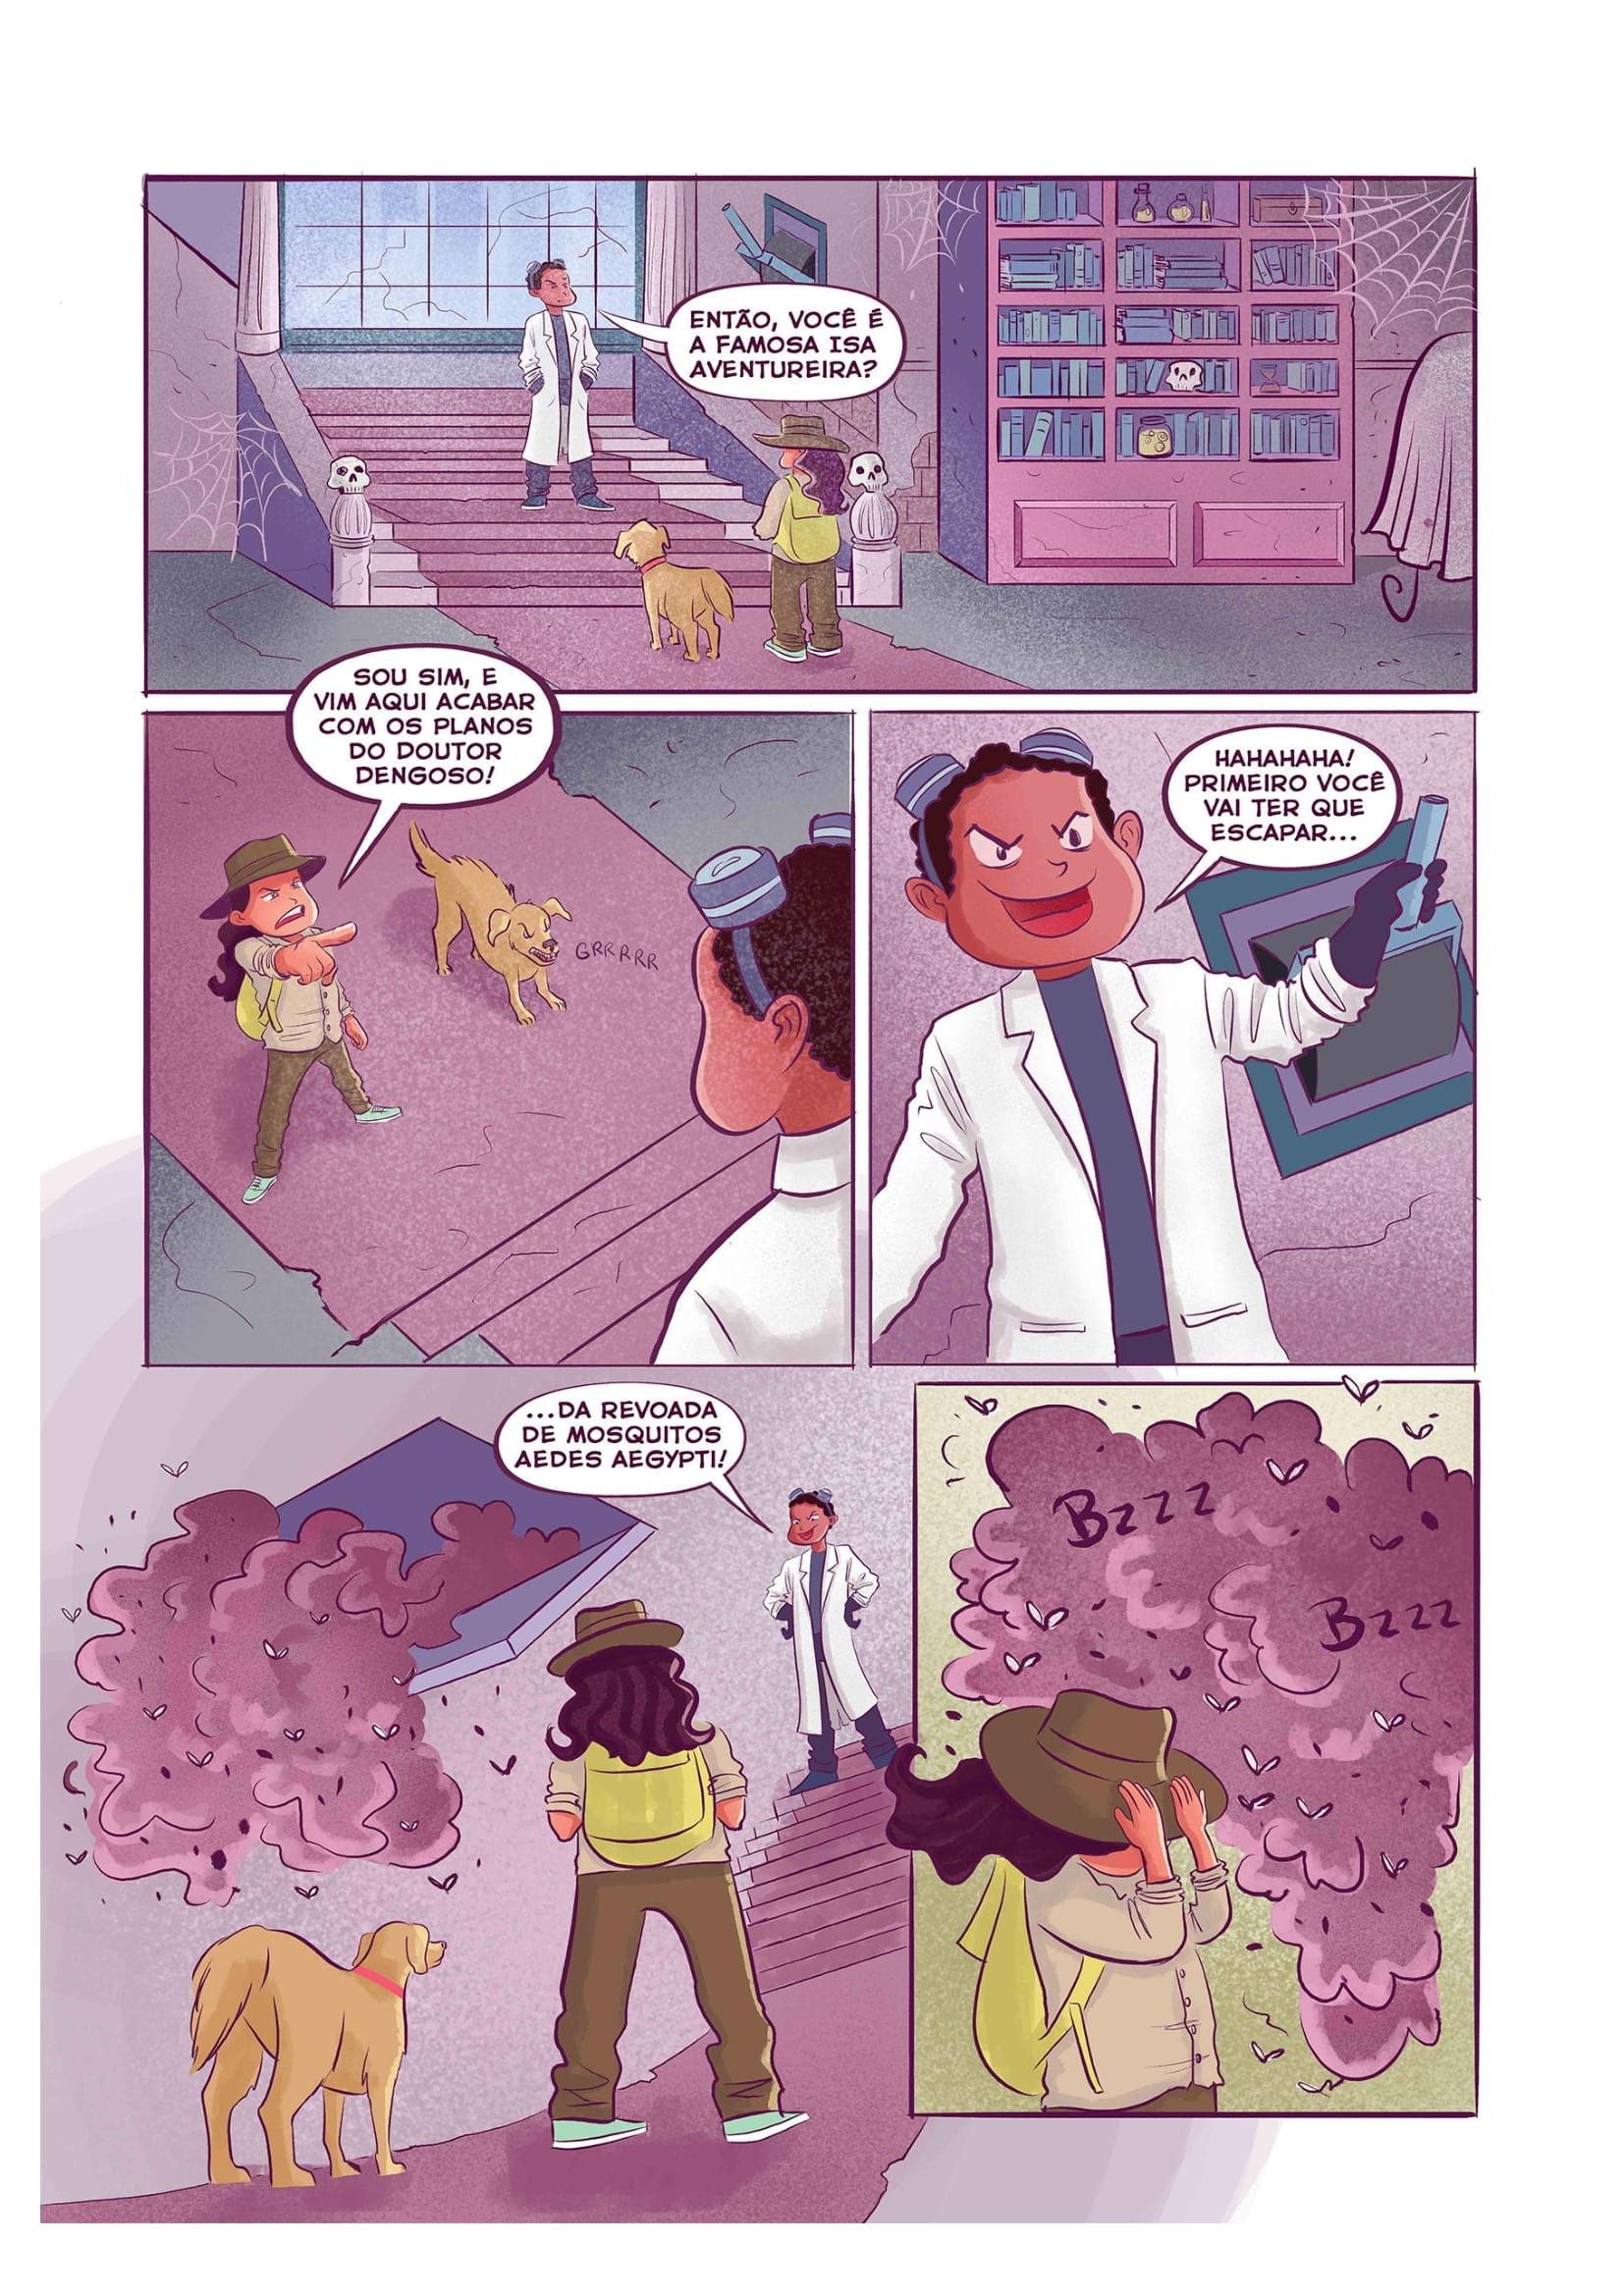 ENTÃO, VOCÊ É
A FAMOSA ISA
AVENTUREIRA?
SOU SIM, E
VIM AQUI ACABAR
COM OS PLANOS
DO DOUTOR
DENGOSO!
GRRRRR
HAHAHAHA!
PRIMEIRO VOCÊ
VAI TER QUE
ESCAPAR...
...DA REVOADA
DE MOSQUITOS
AEDES AEGYPTI!
BZZZ
BZZZ